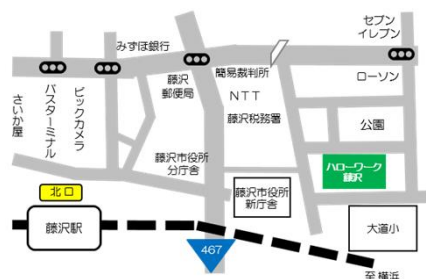 セブン
イレブン
みずほ銀行
簡易裁判所
ローソン
さいか屋
バスターミナル
ビックカメラ
藤沢
郵便局
NTT
藤沢税務署
公園
藤沢市役所
分庁舎
ハローワーク
藤沢
北口
藤沢市役所
新庁舎
藤沢駅
大道小
467
至 横浜